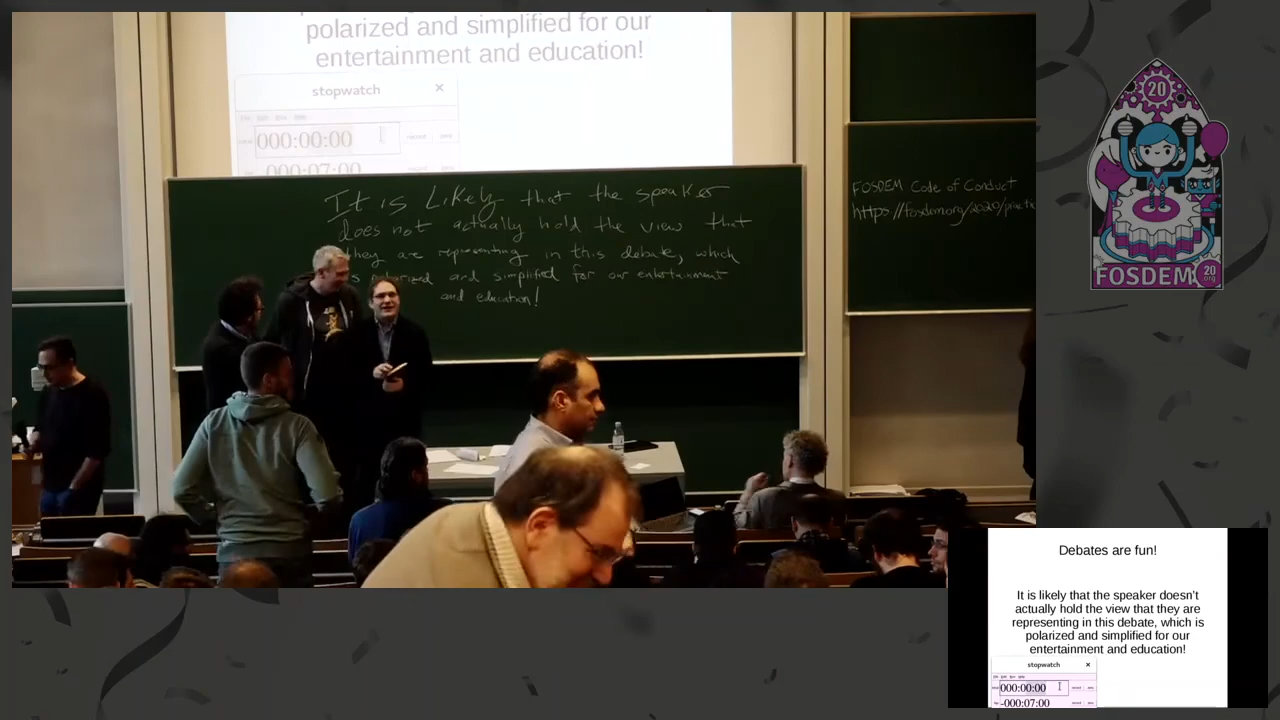 polarized and simplified for our
entertainment and education!
stopwatch
000:00:00
-000:07:00
It is Likely that the speaker
does not actually hold the view that
they are representing in this debate, which
is polarized and simplified for our entertainment
and education!
FOSDEM Code of Conduct
https://fosdem.org/2020/practic
20
FOSDEM 20
.org
Debates are fun!
It is likely that the speaker doesn't
actually hold the view that they are
representing in this debate, which is
polarized and simplified for our
entertainment and education!
stopwatch
000:00:00
-000:07:00